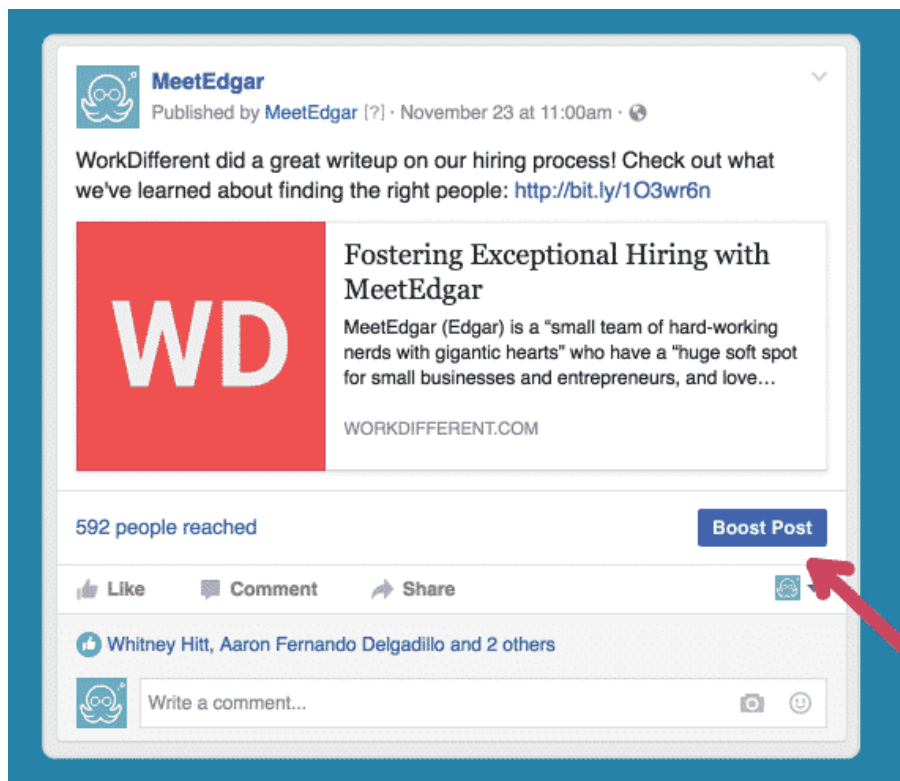 MeetEdgar
Published by MeetEdgar [?] · November 23 at 11:00am ·
WorkDifferent did a great writeup on our hiring process! Check out what
we've learned about finding the right people: http://bit.ly/1O3wr6n
WD
Fostering Exceptional Hiring with
MeetEdgar
MeetEdgar (Edgar) is a “small team of hard-working
nerds with gigantic hearts” who have a “huge soft spot
for small businesses and entrepreneurs, and love...
WORKDIFFERENT.COM
592 people reached
Boost Post
Like Comment Share
Whitney Hitt, Aaron Fernando Delgadillo and 2 others
Write a comment...